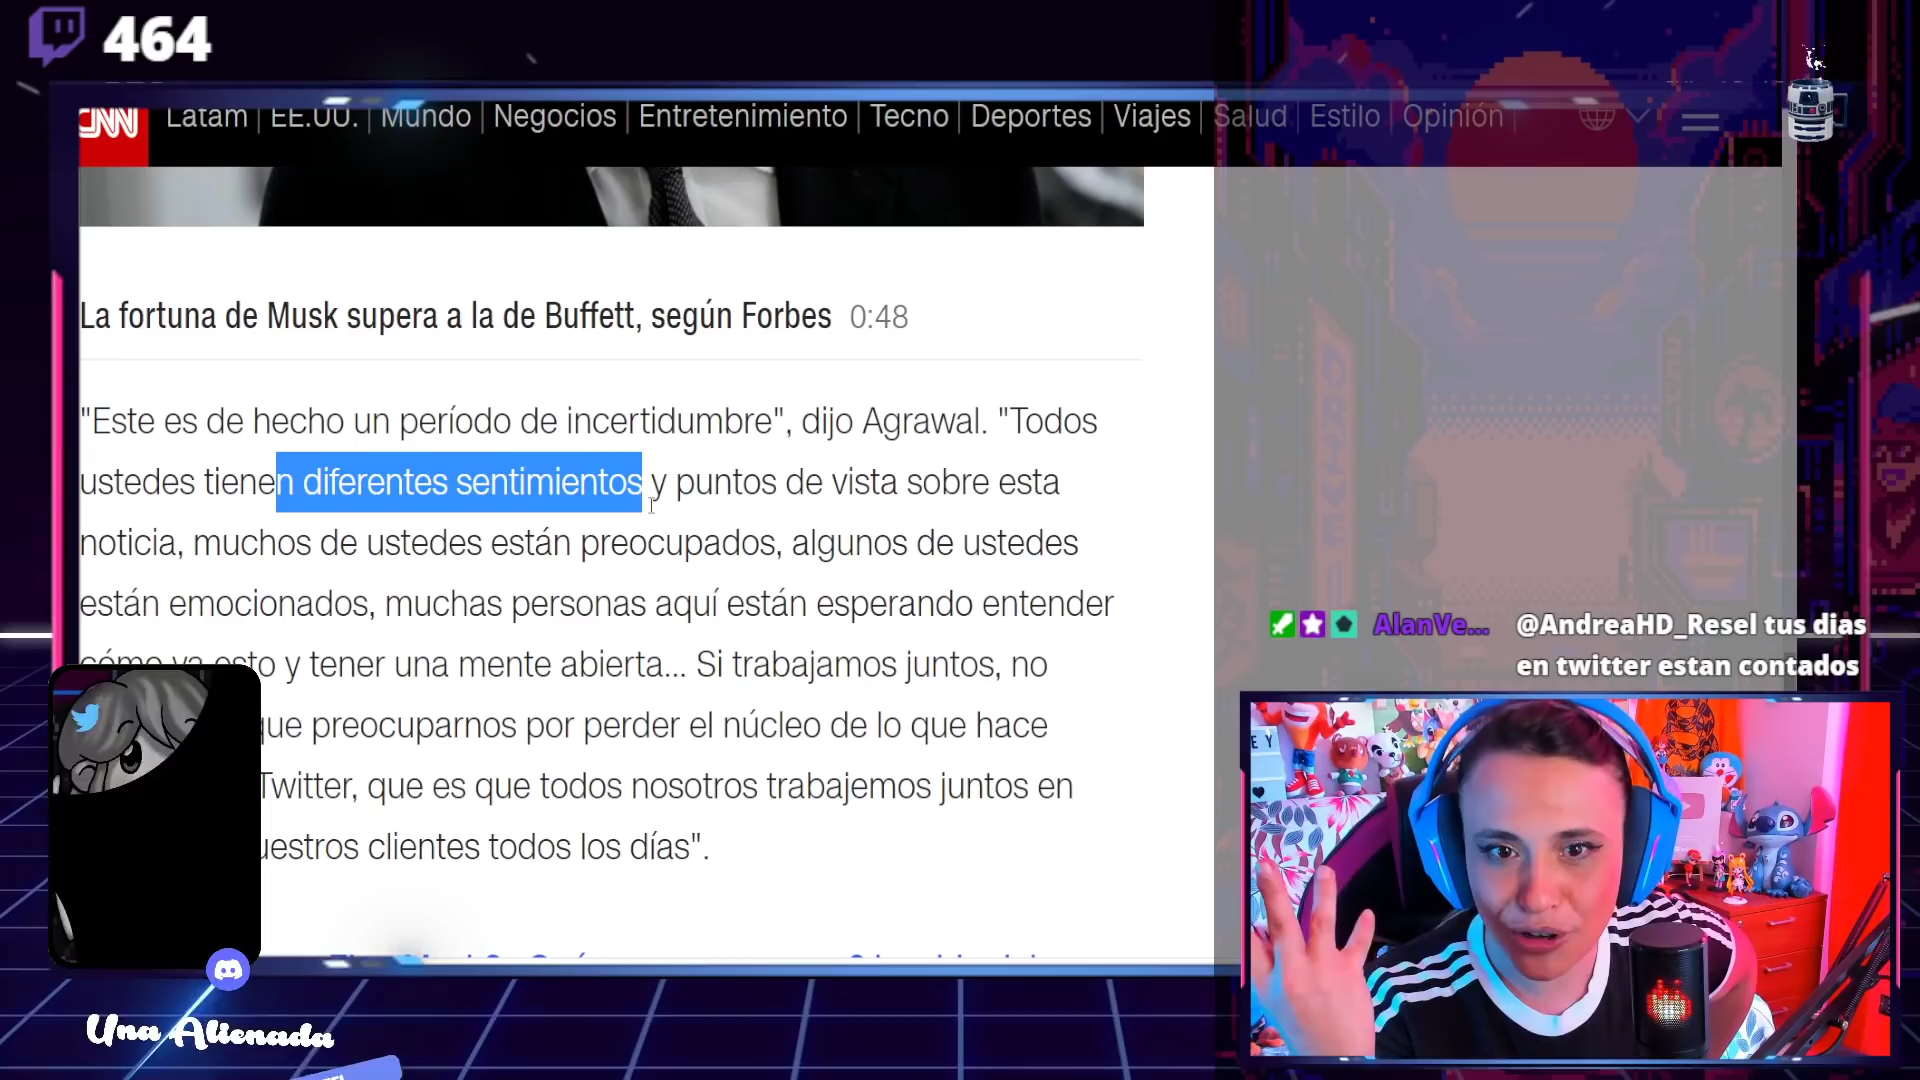 464
CNN
Latam | EE.UU. | Mundo | Negocios | Entretenimiento | Tecno | Deportes | Viajes | Salud | Estilo | Opinión
La fortuna de Musk supera a la de Buffett, según Forbes 0:48
"Este es de hecho un período de incertidumbre", dijo Agrawal. "Todos
ustedes tienen diferentes sentimientos y puntos de vista sobre esta
noticia, muchos de ustedes están preocupados, algunos de ustedes
están emocionados, muchas personas aquí están esperando entender
cómo va esto y tener una mente abierta... Si trabajamos juntos, no
que preocuparnos por perder el núcleo de lo que hace
Twitter, que es que todos nosotros trabajemos juntos en
uestros clientes todos los días".
AlanVe... @AndreaHD_Resel tus dias
en twitter estan contados
E Y
Una Alienada